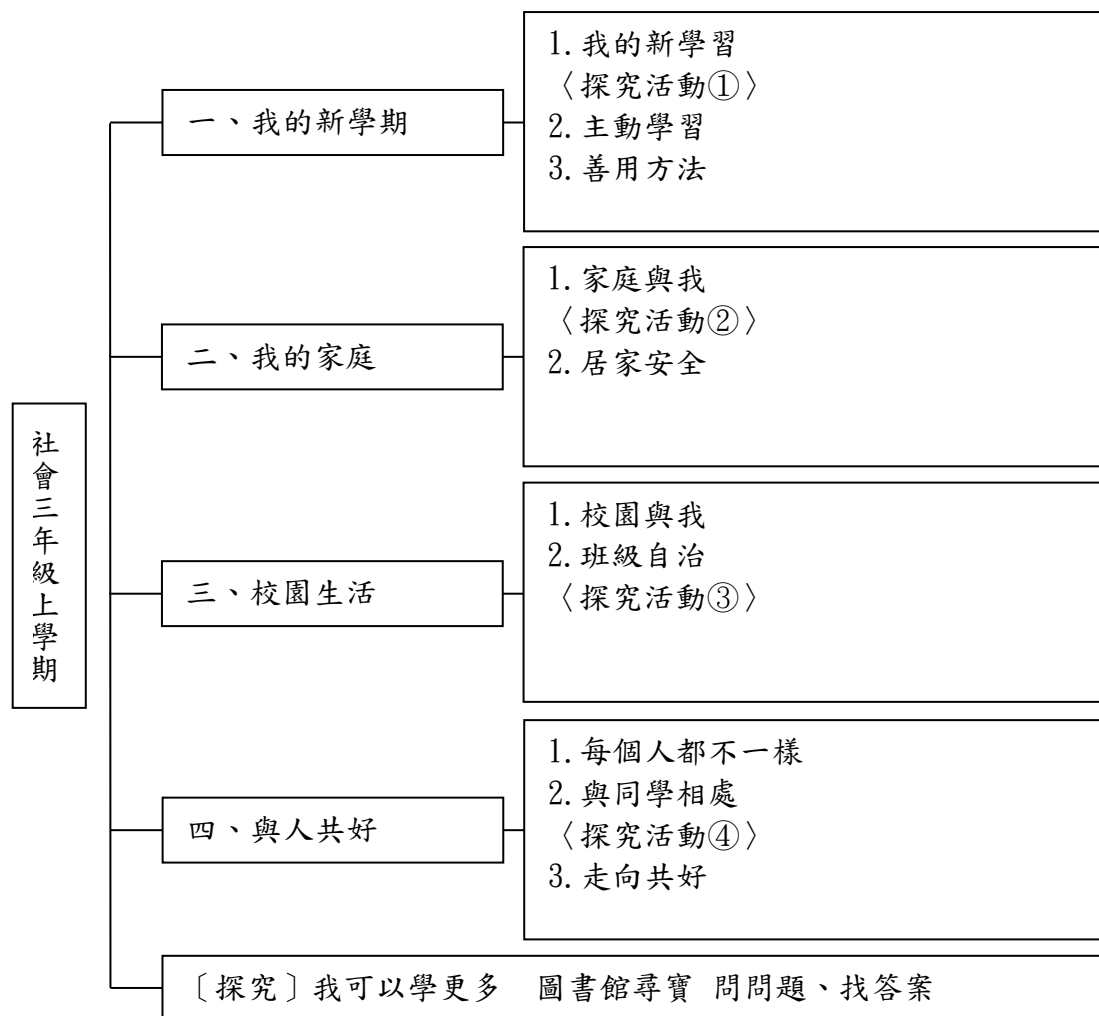 社會三年級上學期
一、我的新學期
1.我的新學習
〈探究活動①〉
2.主動學習
3.善用方法
二、我的家庭
1.家庭與我
〈探究活動②〉
2.居家安全
三、校園生活
1.校園與我
2.班級自治
〈探究活動③〉
四、與人共好
1.每個人都不一樣
2.與同學相處
〈探究活動④〉
3.走向共好
〔探究〕我可以學更多　圖書館尋寶 問問題、找答案